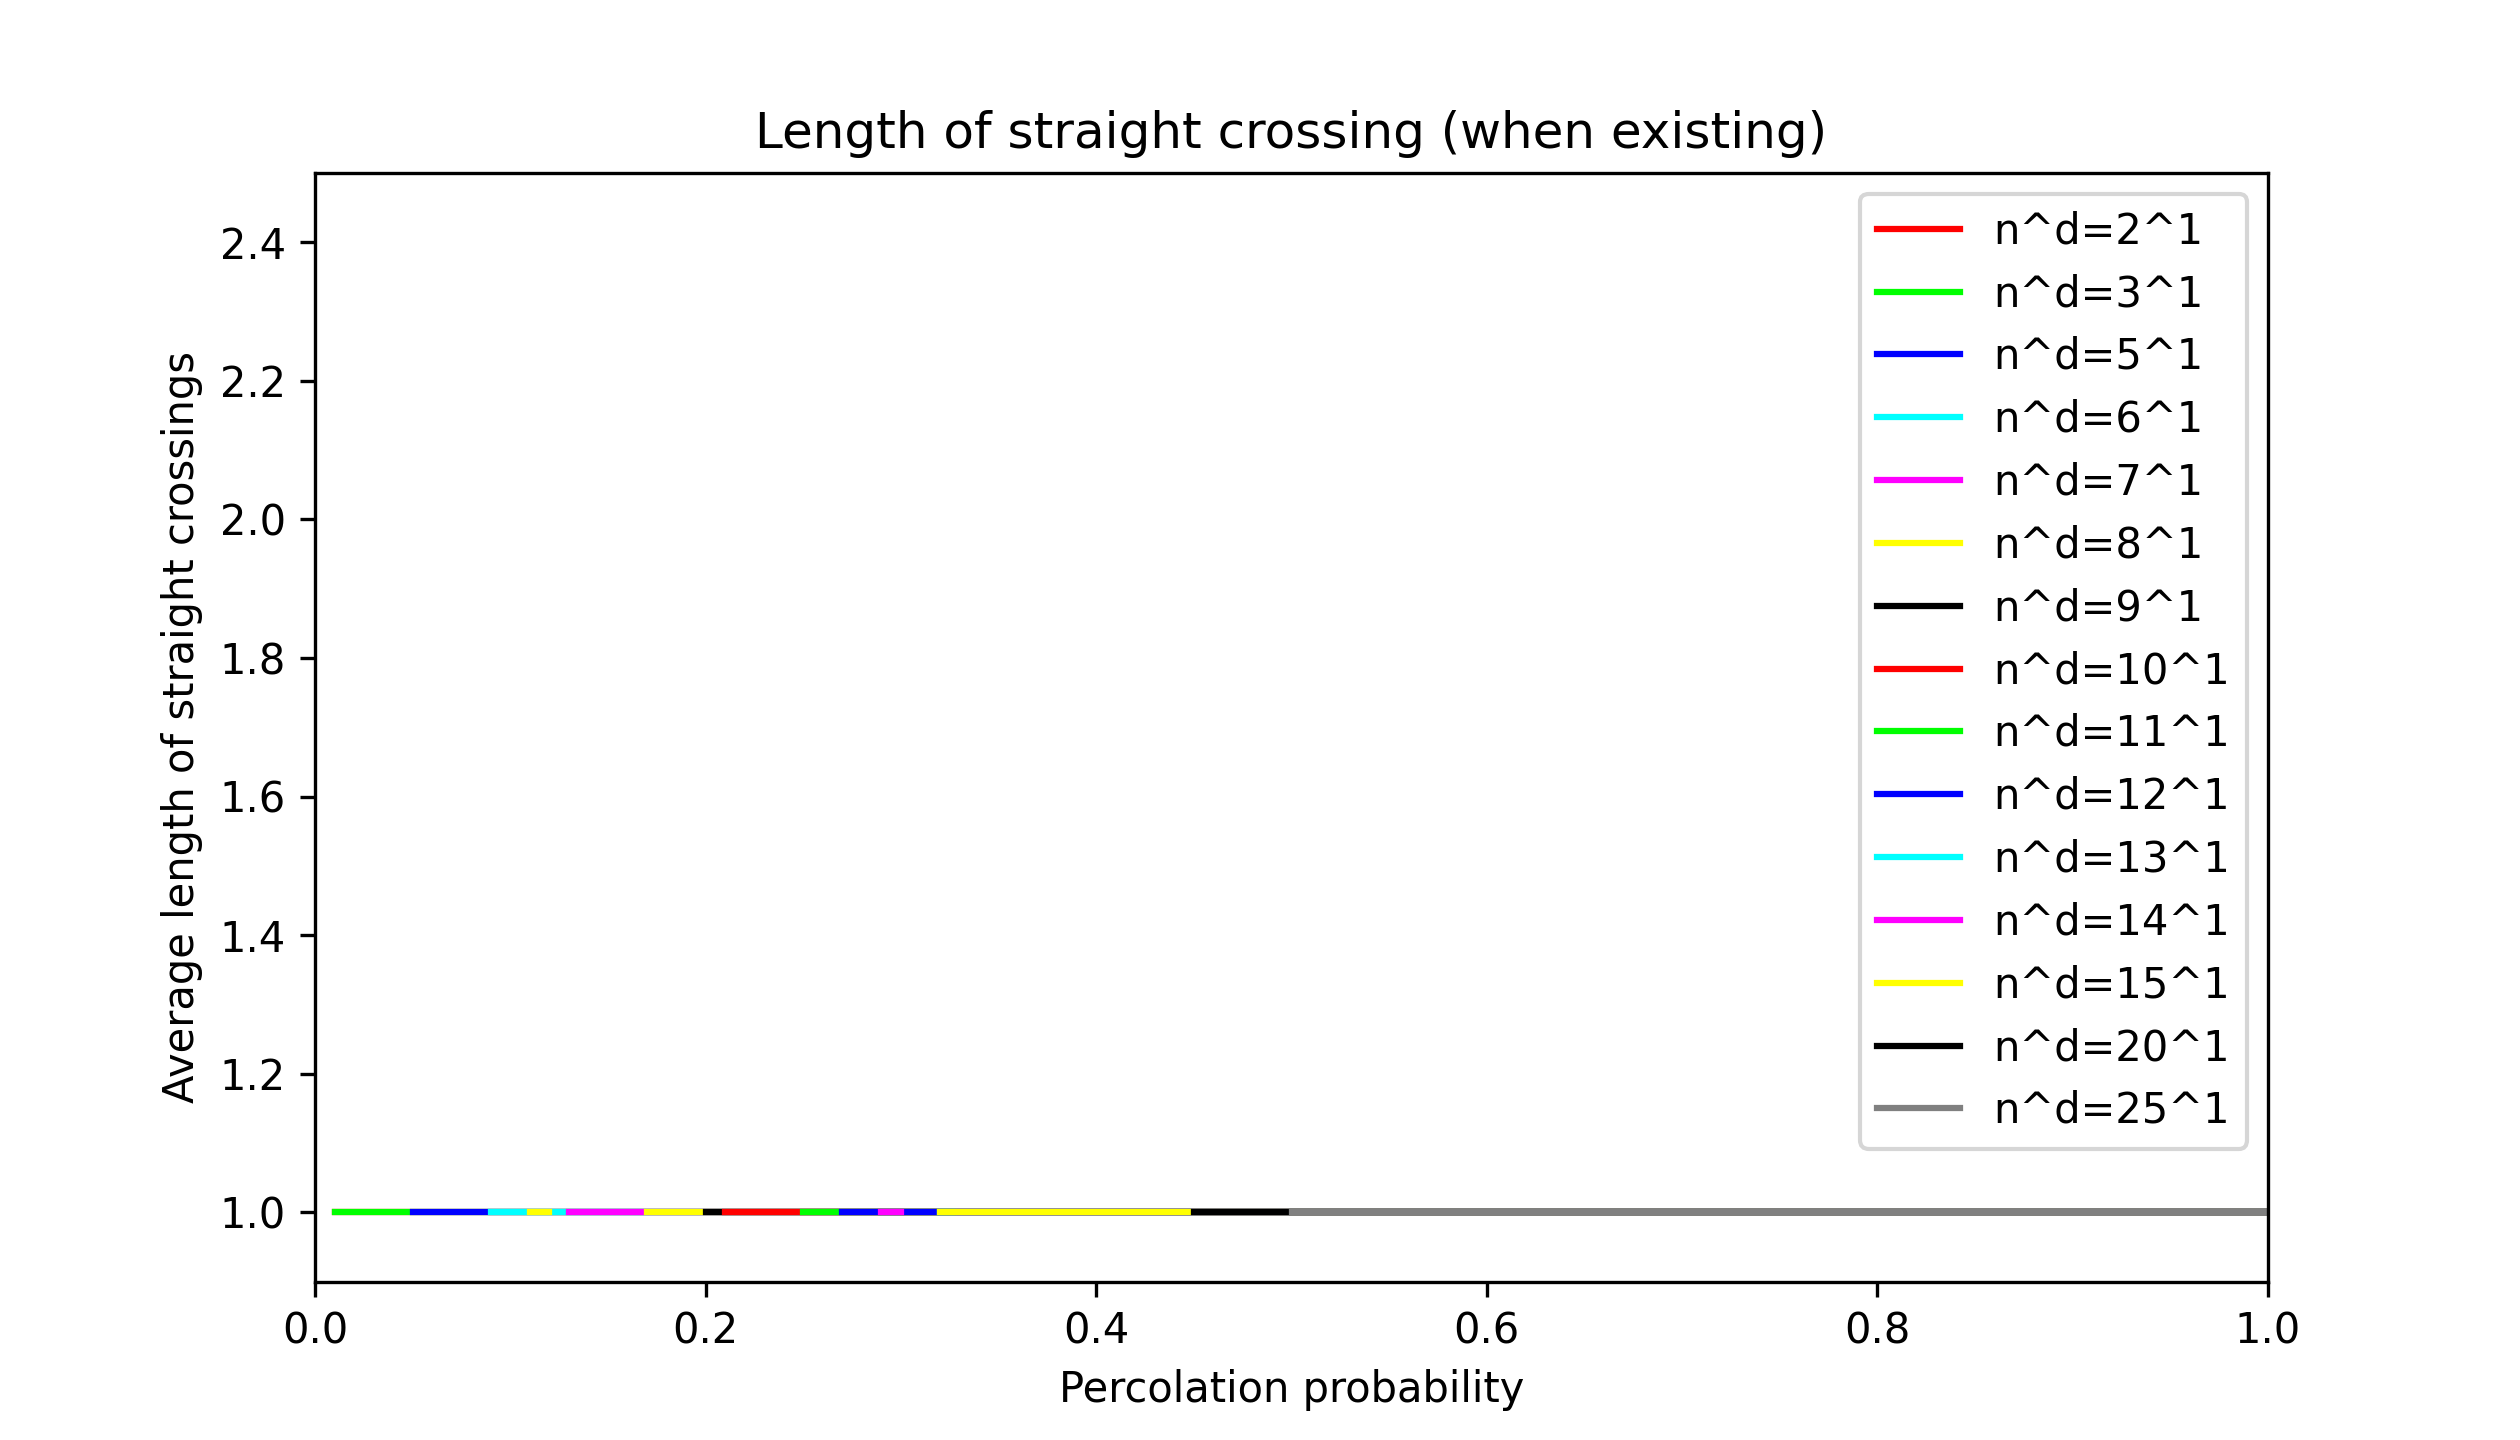 Length of straight crossing (when existing)
Average length of straight crossings
2.4
2.2
2.0
1.8
1.6
1.4
1.2
1.0
n^d=2^1
n^d=3^1
n^d=5^1
n^d=6^1
n^d=7^1
n^d=8^1
n^d=9^1
n^d=10^1
n^d=11^1
n^d=12^1
n^d=13^1
n^d=14^1
n^d=15^1
n^d=20^1
n^d=25^1
0.0 0.2 0.4 0.6 0.8 1.0
Percolation probability